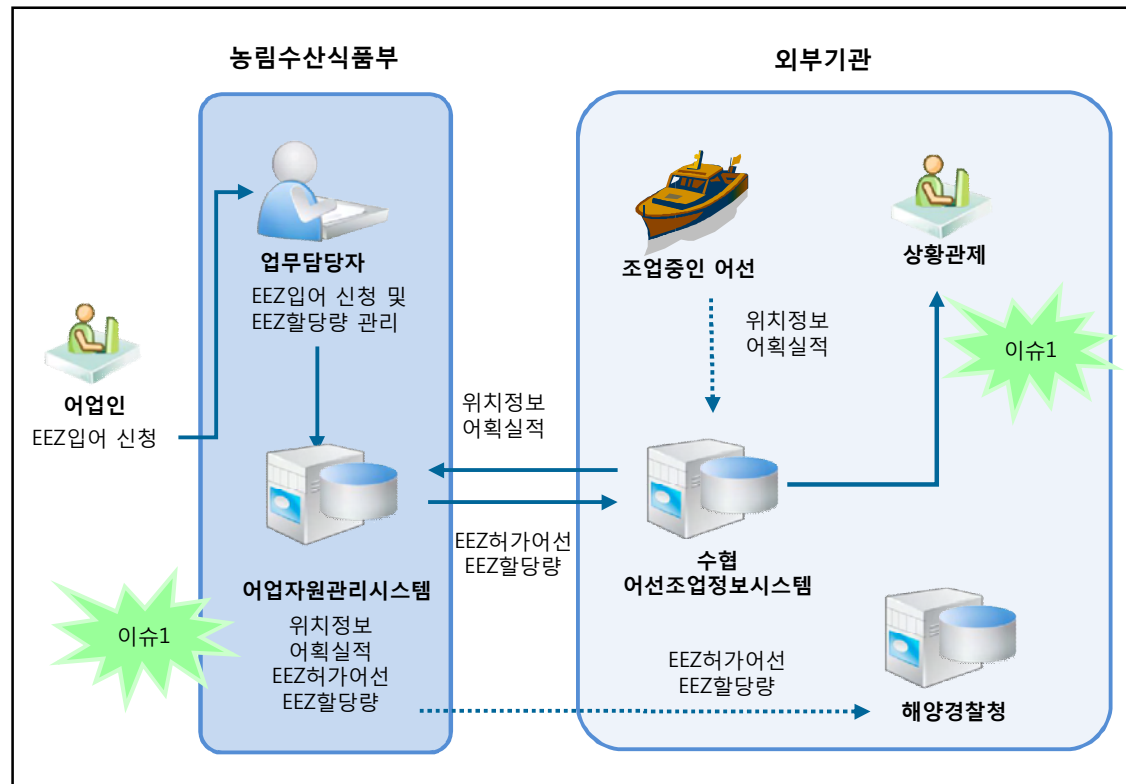 농림수산식품부
외부기관
업무담당자
EEZ입어 신청 및
EEZ할당량 관리
어업인
EEZ입어 신청
조업중인 어선
상황관제
위치정보
어획실적
이슈1
위치정보
어획실적
EEZ허가어선
EEZ할당량
수협
어선조업정보시스템
어업자원관리시스템
위치정보
어획실적
EEZ허가어선
EEZ할당량
이슈1
EEZ허가어선
EEZ할당량
해양경찰청